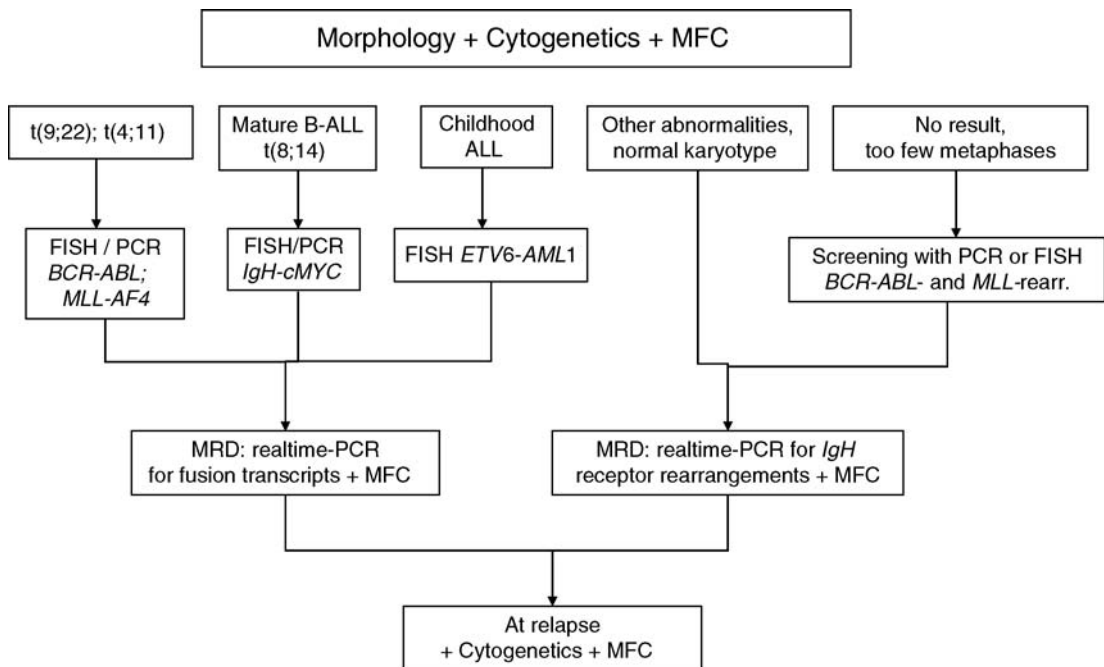 Morphology + Cytogenetics + MFC
t(9;22); t(4;11)
Mature B-ALL
t(8;14)
Childhood
ALL
Other abnormalities,
normal karyotype
No result,
too few metaphases
FISH / PCR
BCR-ABL;
MLL-AF4
FISH/PCR
IgH-cMYC
FISH ETV6-AML1
Screening with PCR or FISH
BCR-ABL- and MLL-rearr.
MRD: realtime-PCR
for fusion transcripts + MFC
MRD: realtime-PCR for IgH
receptor rearrangements + MFC
At relapse
+ Cytogenetics + MFC